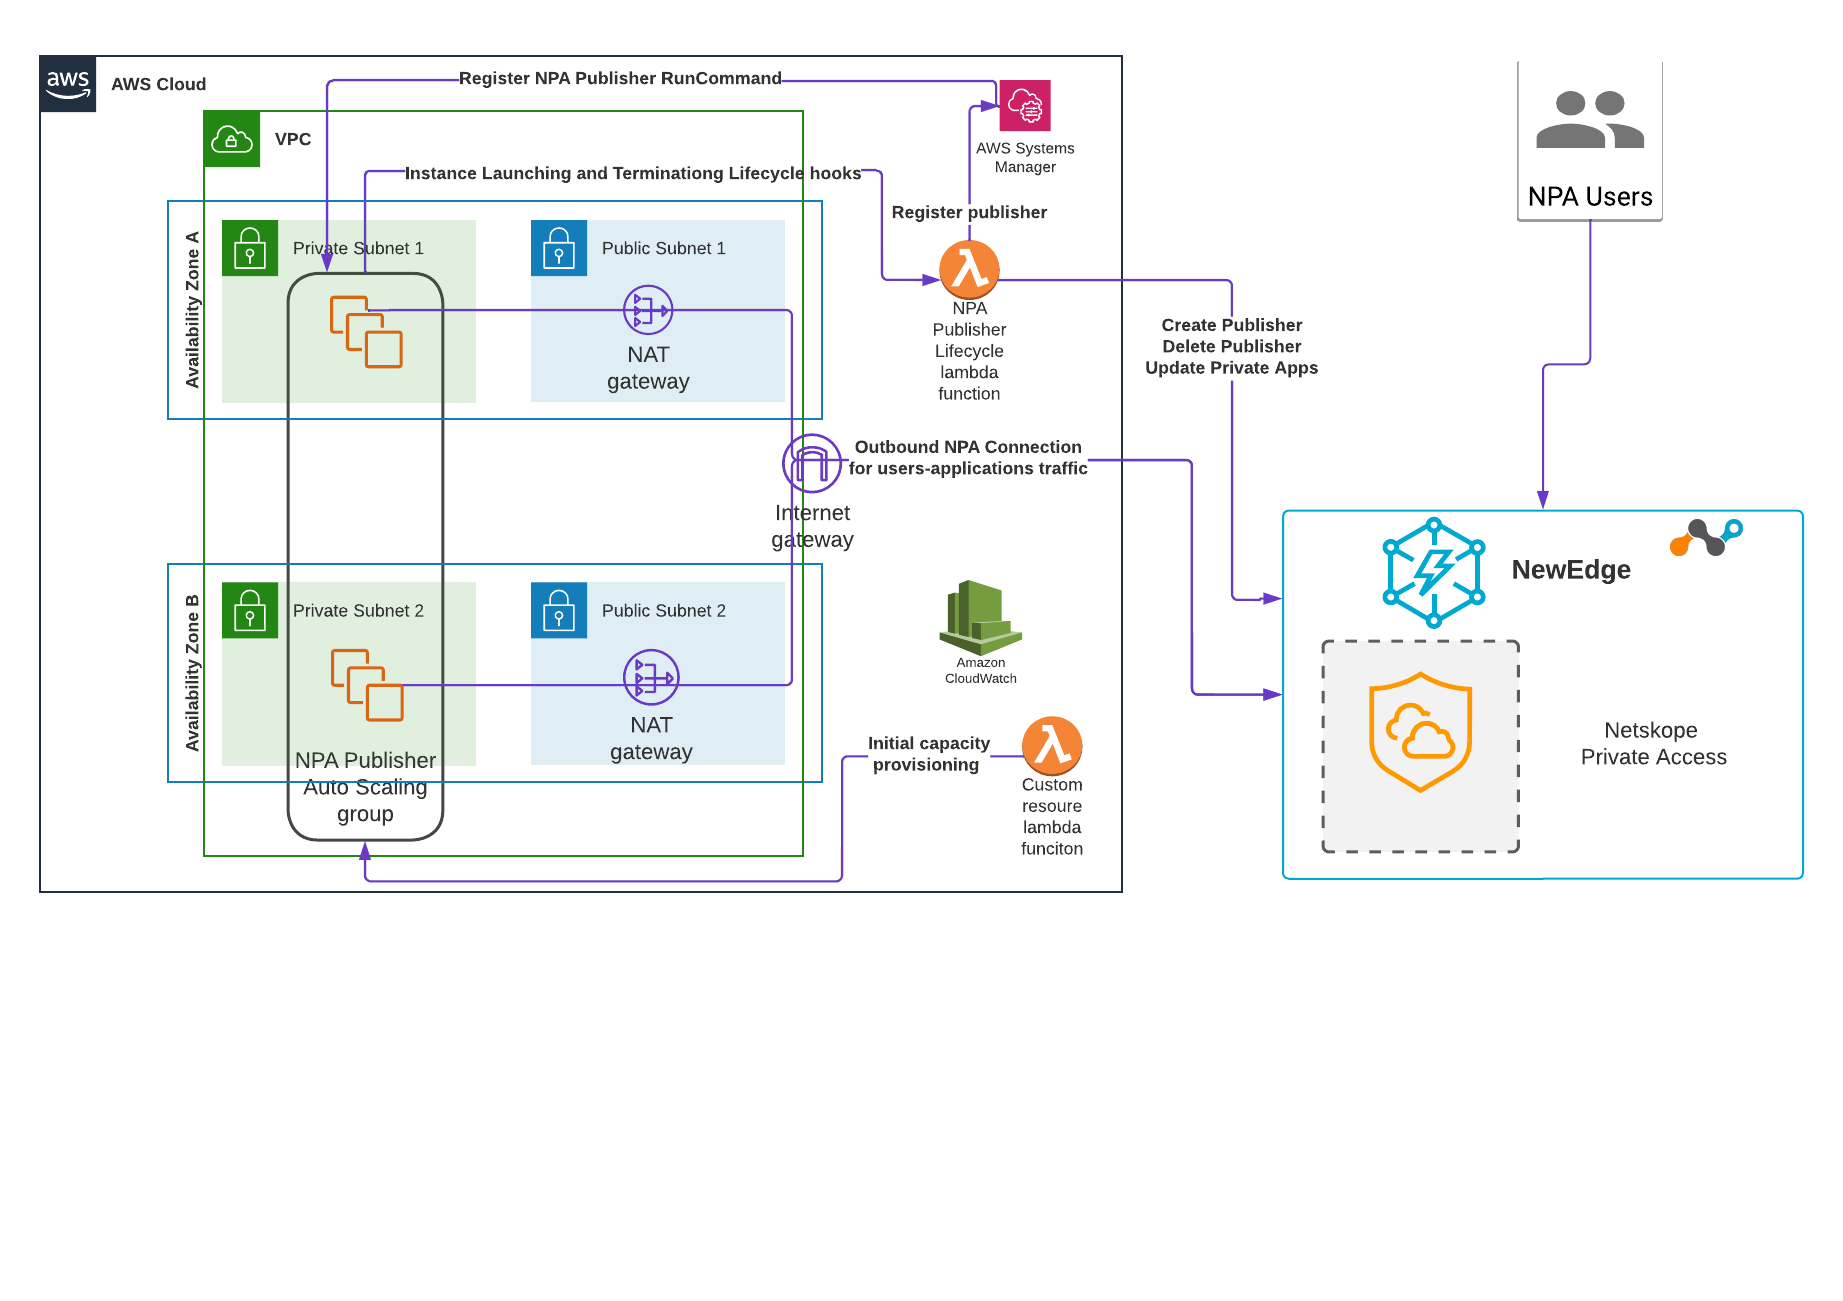 aws
AWS Cloud
Register NPA Publisher RunCommand
AWS Systems
Manager
NPA Users
VPC
Instance Launching and Terminationg Lifecycle hooks
Register publisher
Availability Zone A
Private Subnet 1
Public Subnet 1
NAT
gateway
NPA
Publisher
Lifecycle
lambda
function
Create Publisher
Delete Publisher
Update Private Apps
Outbound NPA Connection
for users-applications traffic
Internet
gateway
NewEdge
Availability Zone B
Private Subnet 2
Public Subnet 2
NAT
gateway
Amazon
CloudWatch
NPA Publisher
Auto Scaling
group
Initial capacity
provisioning
Custom
resoure
lambda
funciton
Netskope
Private Access